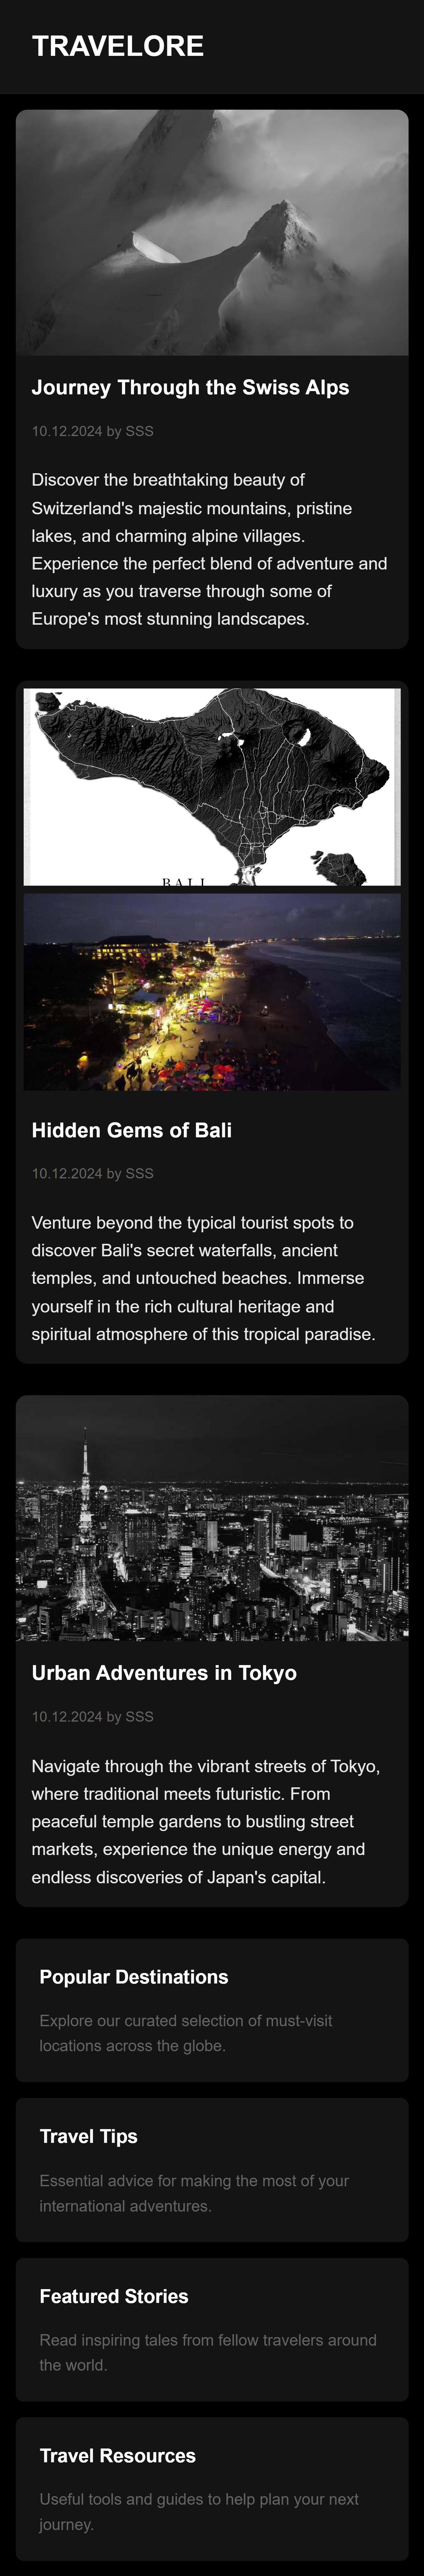 TRAVELORE
Journey Through the Swiss Alps
10.12.2024 by SSS
Discover the breathtaking beauty of
Switzerland's majestic mountains, pristine
lakes, and charming alpine villages.
Experience the perfect blend of adventure and
luxury as you traverse through some of
Europe's most stunning landscapes.
BALI
Hidden Gems of Bali
10.12.2024 by SSS
Venture beyond the typical tourist spots to
discover Bali's secret waterfalls, ancient
temples, and untouched beaches. Immerse
yourself in the rich cultural heritage and
spiritual atmosphere of this tropical paradise.
Urban Adventures in Tokyo
10.12.2024 by SSS
Navigate through the vibrant streets of Tokyo,
where traditional meets futuristic. From
peaceful temple gardens to bustling street
markets, experience the unique energy and
endless discoveries of Japan's capital.
Popular Destinations
Explore our curated selection of must-visit
locations across the globe.
Travel Tips
Essential advice for making the most of your
international adventures.
Featured Stories
Read inspiring tales from fellow travelers around
the world.
Travel Resources
Useful tools and guides to help plan your next
journey.